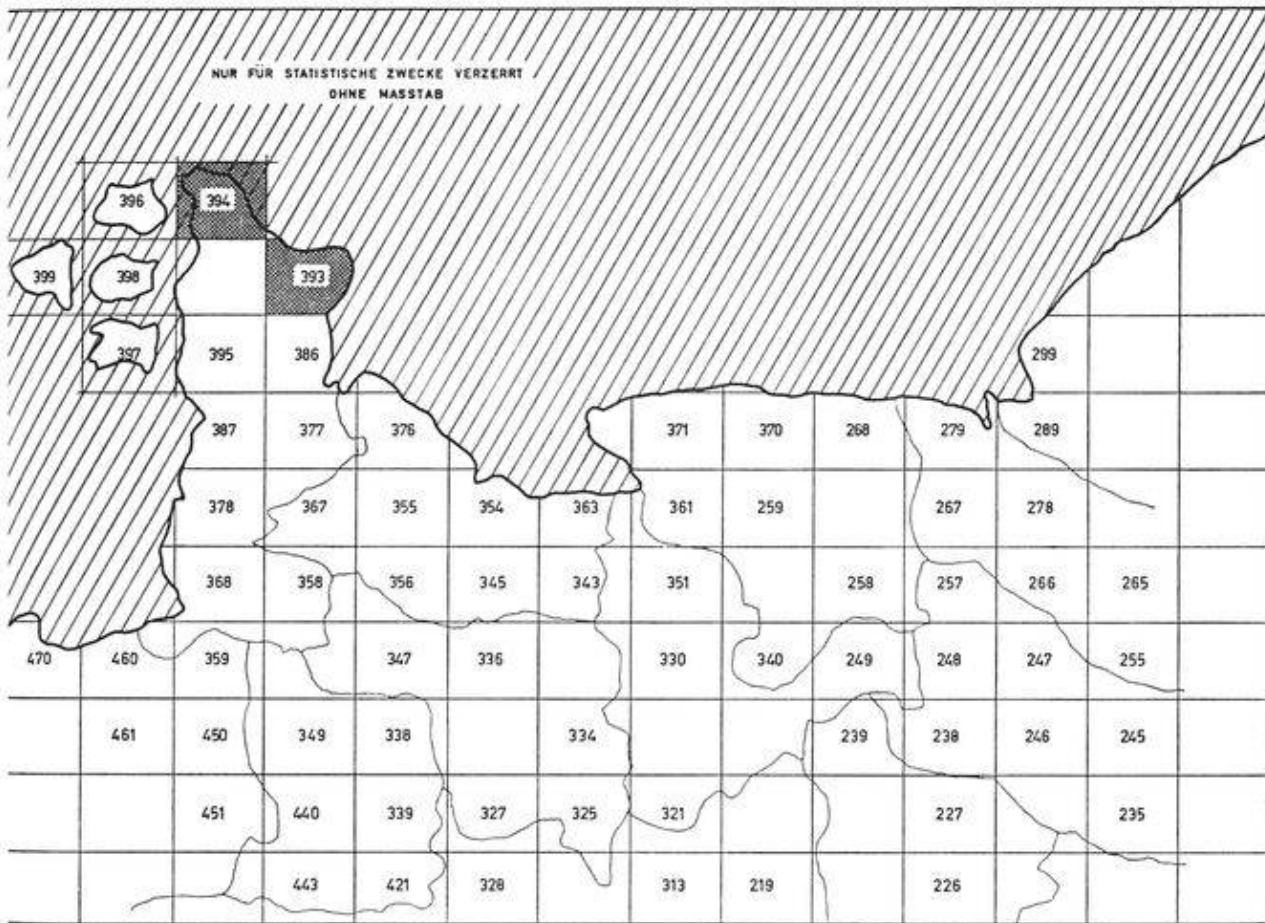 NUR FÜR STATISTISCHE ZWECKE VERZERRT
OHNE MASSTAB
396 394
399 398 393
397 395 386 299
387 377 376 371 370 268 279 289
378 367 355 354 363 361 259 267 278
368 358 356 345 343 351 258 257 266 265
470 460 359 347 336 330 340 249 248 247 255
461 450 349 338 334 239 238 246 245
451 440 339 327 325 321 227 235
443 421 328 313 219 226